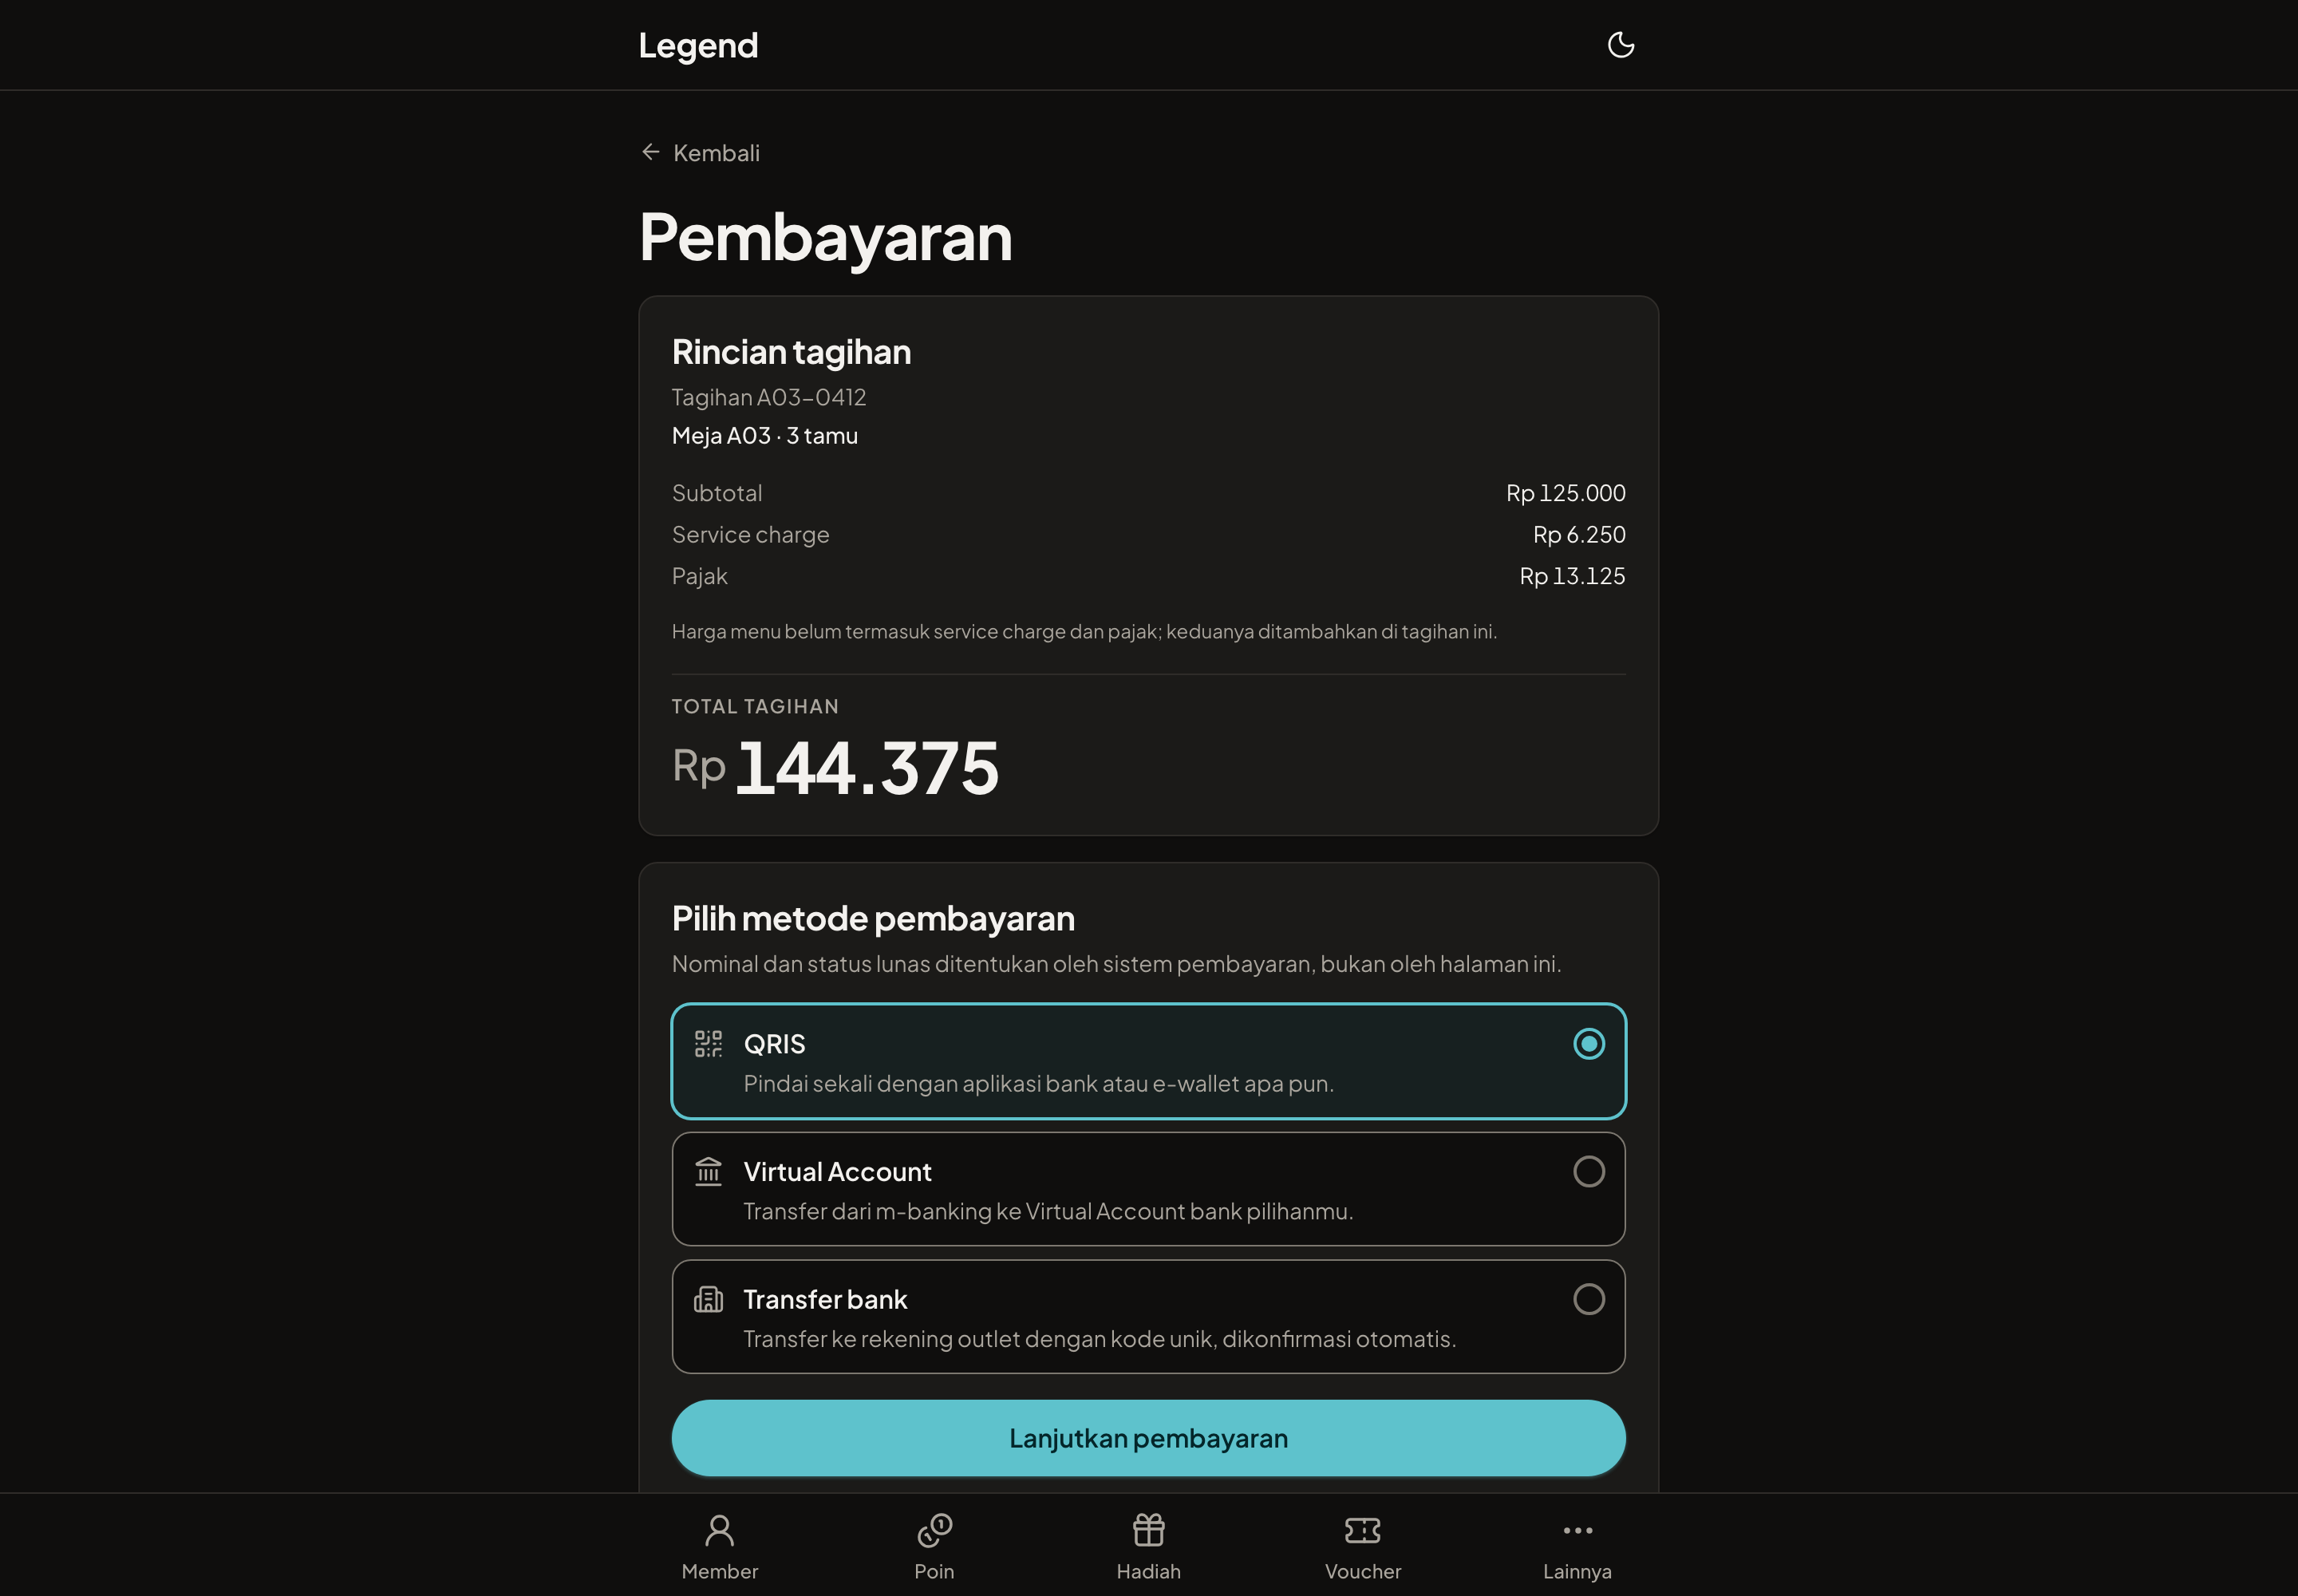 Legend
Kembali
Pembayaran
Rincian tagihan
Tagihan A03–0412
Meja A03 · 3 tamu
Subtotal Rp 125.000
Service charge Rp 6.250
Pajak Rp 13.125
Harga menu belum termasuk service charge dan pajak; keduanya ditambahkan di tagihan ini.
TOTAL TAGIHAN
Rp 144.375
Pilih metode pembayaran
Nominal dan status lunas ditentukan oleh sistem pembayaran, bukan oleh halaman ini.
QRIS
Pindai sekali dengan aplikasi bank atau e-wallet apa pun.
Virtual Account
Transfer dari m-banking ke Virtual Account bank pilihanmu.
Transfer bank
Transfer ke rekening outlet dengan kode unik, dikonfirmasi otomatis.
Lanjutkan pembayaran
Member Poin Hadiah Voucher Lainnya